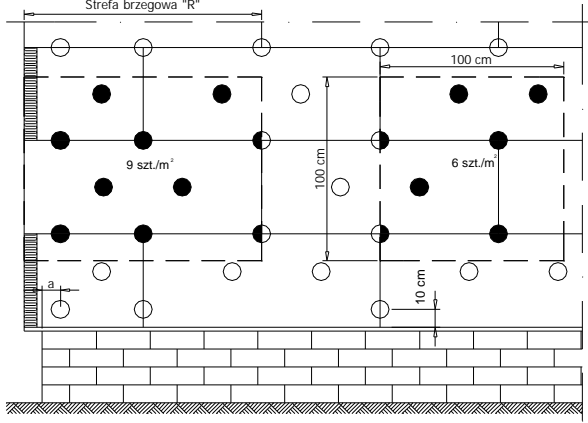 Strefa brzegowa "R"
100 cm
9 szt./m²
100 cm
6 szt./m²
a
10 cm